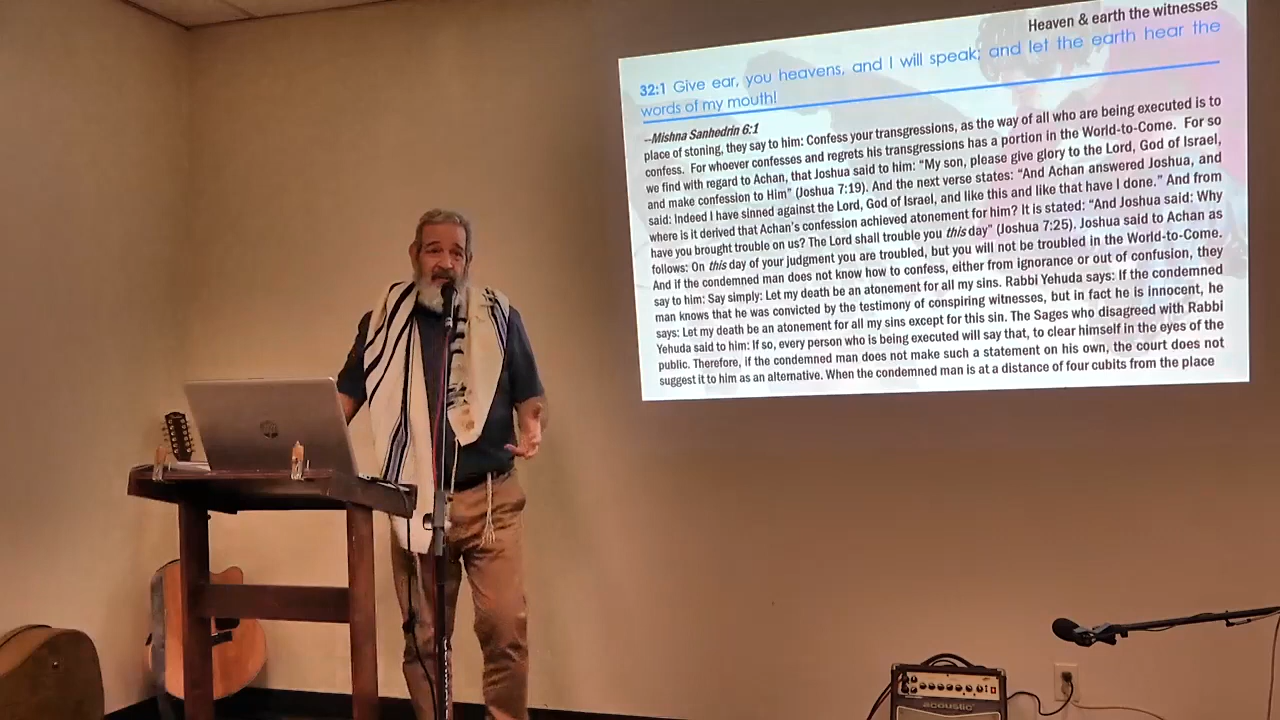 Heaven & earth the witnesses
32:1 Give ear, you heavens, and I will speak; and let the earth hear the
words of my mouth!
--Mishna Sanhedrin 6:1
place of stoning, they say to him: Confess your transgressions, as the way of all who are being executed is to
confess. For whoever confesses and regrets his transgressions has a portion in the World-to-Come. For so
we find with regard to Achan, that Joshua said to him: “My son, please give glory to the Lord, God of Israel,
and make confession to Him” (Joshua 7:19). And the next verse states: “And Achan answered Joshua, and
said: Indeed I have sinned against the Lord, God of Israel, and like this and like that have I done.” And from
where is it derived that Achan’s confession achieved atonement for him? It is stated: “And Joshua said: Why
have you brought trouble on us? The Lord shall trouble you this day” (Joshua 7:25). Joshua said to Achan as
follows: On this day of your judgment you are troubled, but you will not be troubled in the World-to-Come.
And if the condemned man does not know how to confess, either from ignorance or out of confusion, they
say to him: Say simply: Let my death be an atonement for all my sins. Rabbi Yehuda says: If the condemned
man knows that he was convicted by the testimony of conspiring witnesses, but in fact he is innocent, he
says: Let my death be an atonement for all my sins except for this sin. The Sages who disagreed with Rabbi
Yehuda said to him: If so, every person who is being executed will say that, to clear himself in the eyes of the
public. Therefore, if the condemned man does not make such a statement on his own, the court does not
suggest it to him as an alternative. When the condemned man is at a distance of four cubits from the place
acoustic